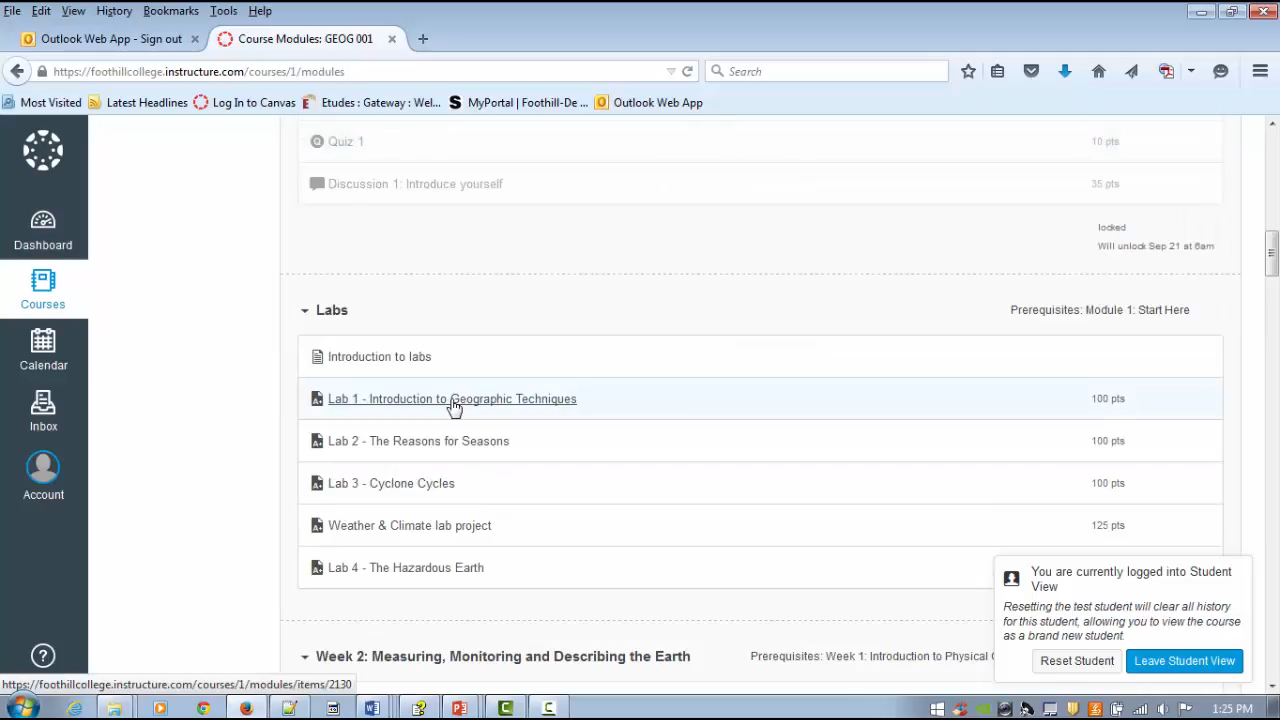 File Edit View History Bookmarks Tools Help
Outlook Web App - Sign out × Course Modules: GEOG 001 × +
https://foothillcollege.instructure.com/courses/1/modules Search
Most Visited Latest Headlines Log In to Canvas Etudes : Gateway : Wel... MyPortal | Foothill-De ... Outlook Web App
Quiz 1 10 pts
Discussion 1: Introduce yourself 35 pts
locked
Will unlock Sep 21 at 6am
Dashboard
Courses
Calendar
Inbox
Account
Labs Prerequisites: Module 1: Start Here
Introduction to labs
Lab 1 - Introduction to Geographic Techniques 100 pts
Lab 2 - The Reasons for Seasons 100 pts
Lab 3 - Cyclone Cycles 100 pts
Weather & Climate lab project 125 pts
Lab 4 - The Hazardous Earth
Week 2: Measuring, Monitoring and Describing the Earth Prerequisites: Week 1: Introduction to Physical
You are currently logged into Student
View
Resetting the test student will clear all history
for this student, allowing you to view the course
as a brand new student.
Reset Student Leave Student View
https://foothillcollege.instructure.com/courses/1/modules/items/2130
1:25 PM